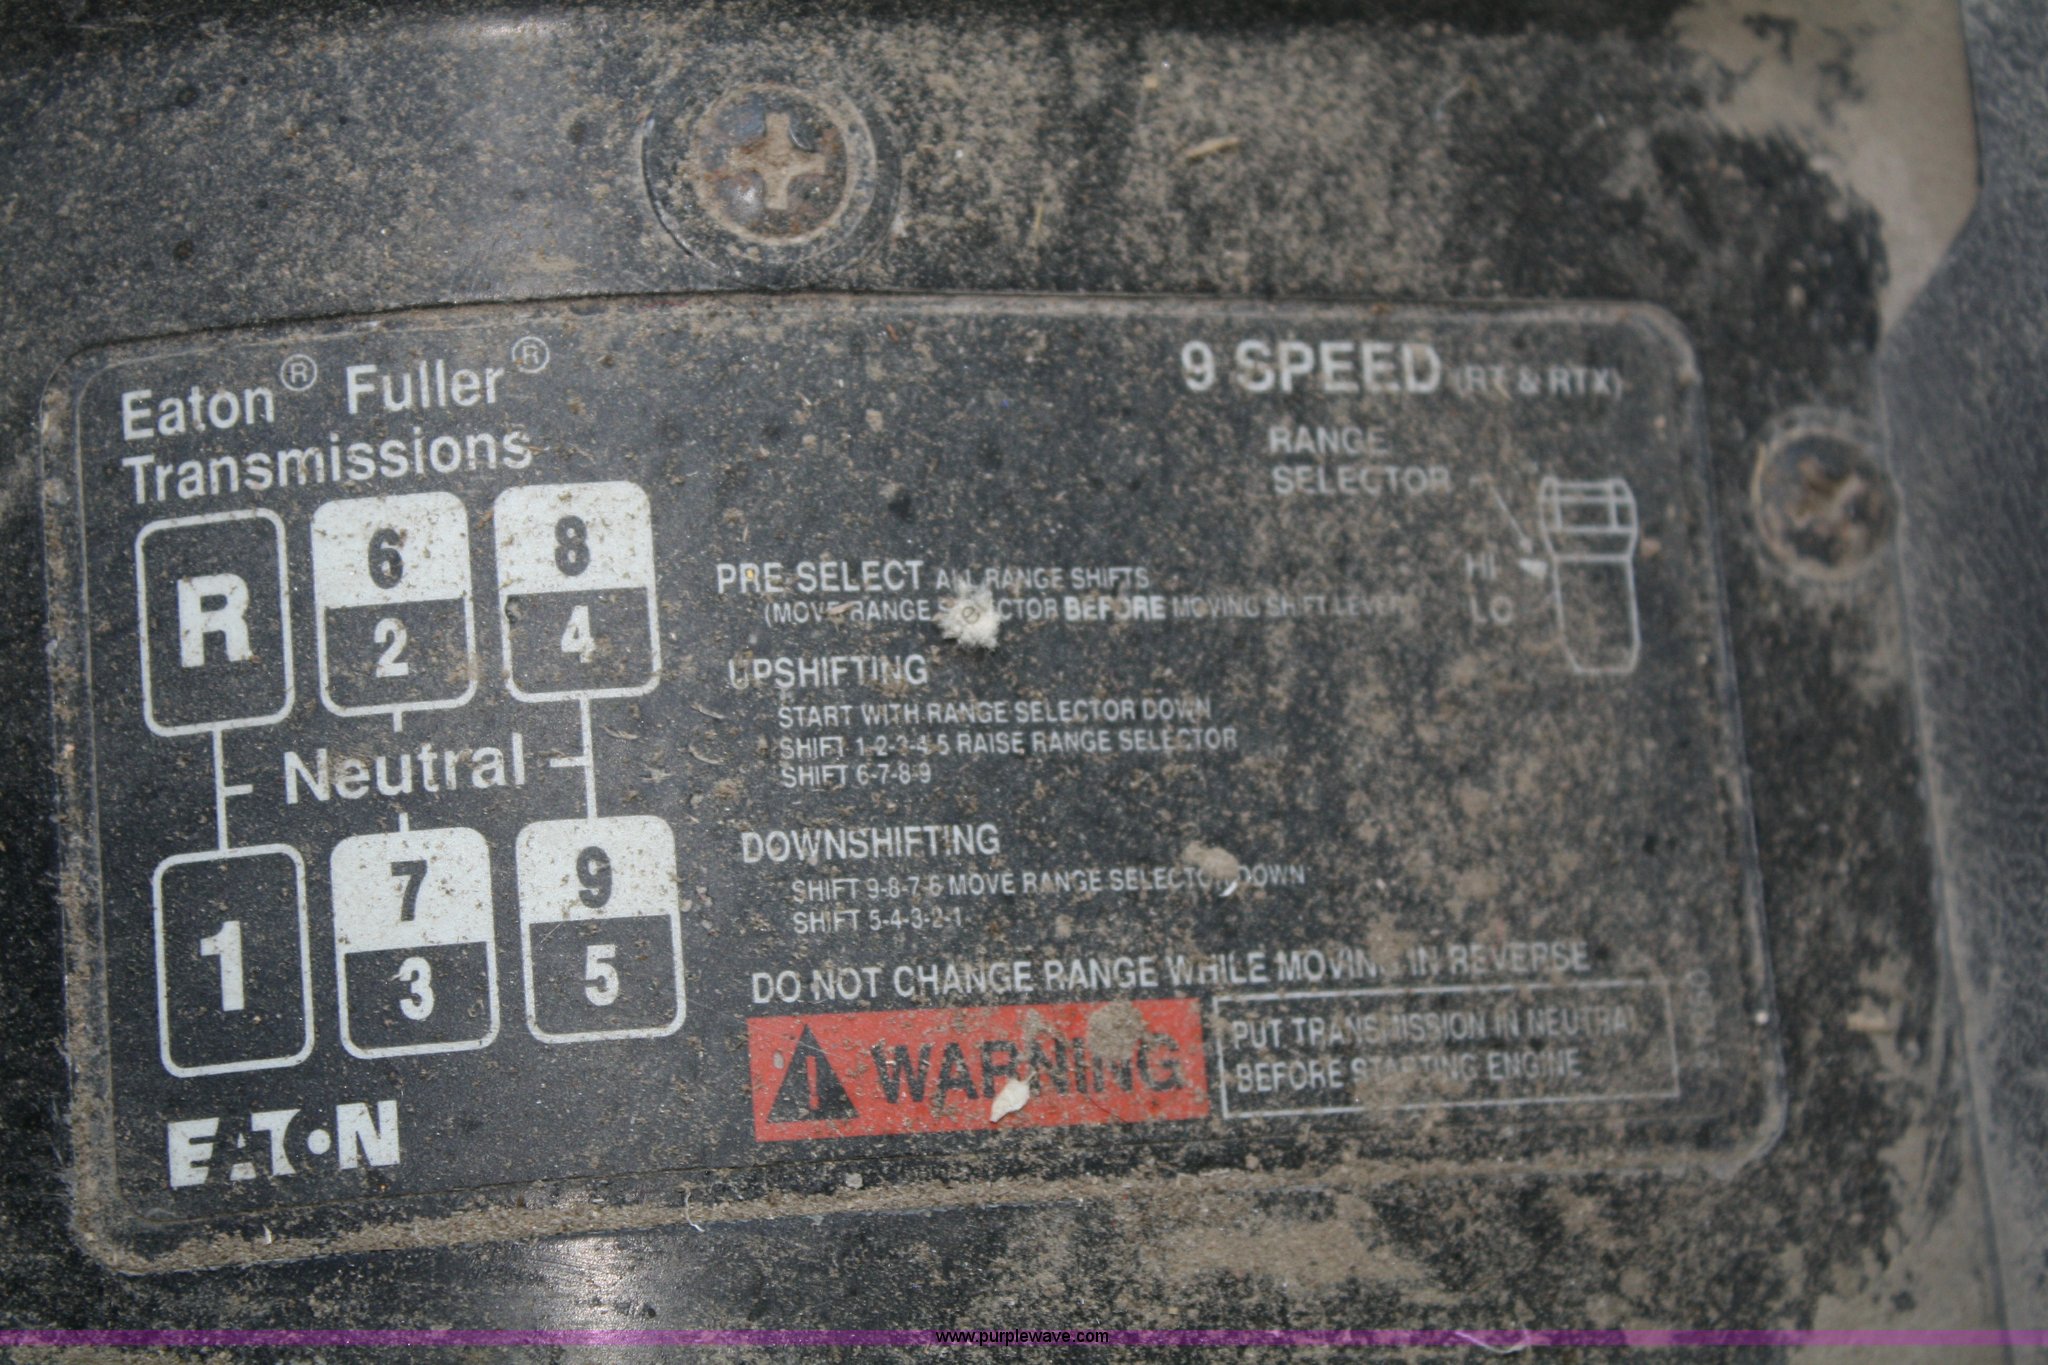 Eaton® Fuller®
Transmissions
9 SPEED (RT & RTX)
RANGE
SELECTOR
HI
LO
R
6
2
8
4
Neutral
1
7
3
9
5
PRE SELECT ALL RANGE SHIFTS
(MOVE RANGE SELECTOR BEFORE MOVING SHIFT LEVER)
UPSHIFTING
START WITH RANGE SELECTOR DOWN
SHIFT 1-2-3-4-5 RAISE RANGE SELECTOR
SHIFT 6-7-8-9
DOWNSHIFTING
SHIFT 9-8-7-6 MOVE RANGE SELECTOR DOWN
SHIFT 5-4-3-2-1
DO NOT CHANGE RANGE WHILE MOVING IN REVERSE
WARNING
PUT TRANSMISSION IN NEUTRAL
BEFORE STARTING ENGINE
EATON
www.purplewave.com